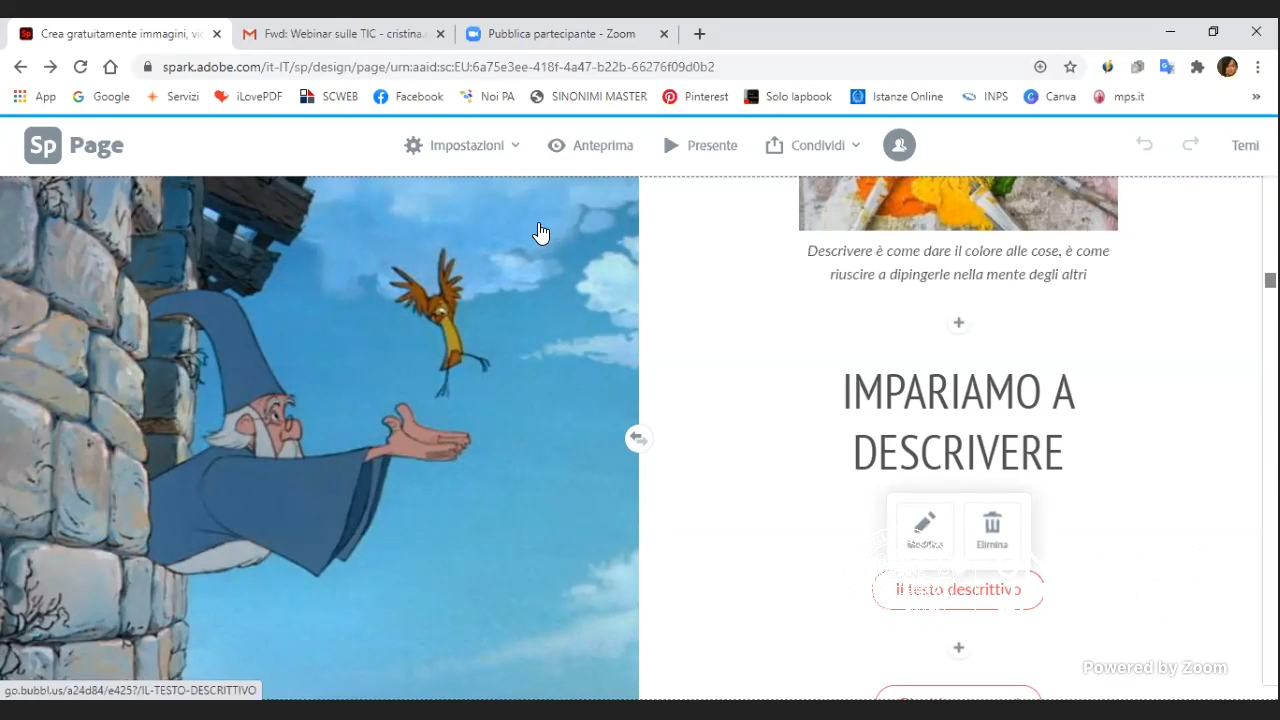 Crea gratuitamente immagini, vic
Fwd: Webinar sulle TIC - cristina.
Pubblica partecipante - Zoom
spark.adobe.com/it-IT/sp/design/page/urn:aaid:sc:EU:6a75e3ee-418f-4a47-b22b-66276f09d0b2
App
Google
Servizi
iLovePDF
SCWEB
Facebook
Noi PA
SINONIMI MASTER
Pinterest
Solo lapbook
Istanze Online
INPS
Canva
mps.it
Sp Page
Impostazioni
Anteprima
Presente
Condividi
Temi
Descrivere è come dare il colore alle cose, è come
riuscire a dipingerle nella mente degli altri
IMPARIAMO A
DESCRIVERE
Modifica
Elimina
il testo descrittivo
Powered by Zoom
go.bubbl.us/a24d84/e425?/IL-TESTO-DESCRITTIVO